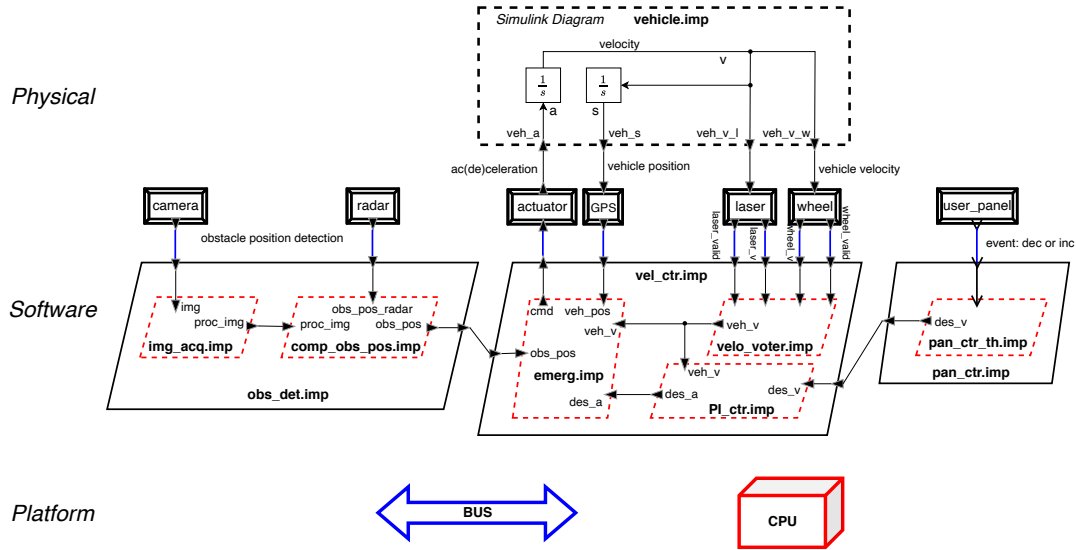 Simulink Diagram vehicle.imp
velocity
v
1
s
1
s
a
s
veh_a
veh_s
veh_v_l
veh_v_w
Physical
ac(de)celeration
vehicle position
vehicle velocity
camera
radar
actuator
GPS
laser
wheel
user_panel
obstacle position detection
laser_valid
laser_v
wheel_v
wheel_valid
event: dec or inc
Software
vel_ctr.imp
img
proc_img
img_acq.imp
obs_pos_radar
proc_img
obs_pos
comp_obs_pos.imp
obs_det.imp
cmd
veh_pos
veh_v
obs_pos
emerg.imp
des_a
veh_v
velo_voter.imp
veh_v
des_a
des_v
PI_ctr.imp
des_v
pan_ctr_th.imp
pan_ctr.imp
Platform
BUS
CPU